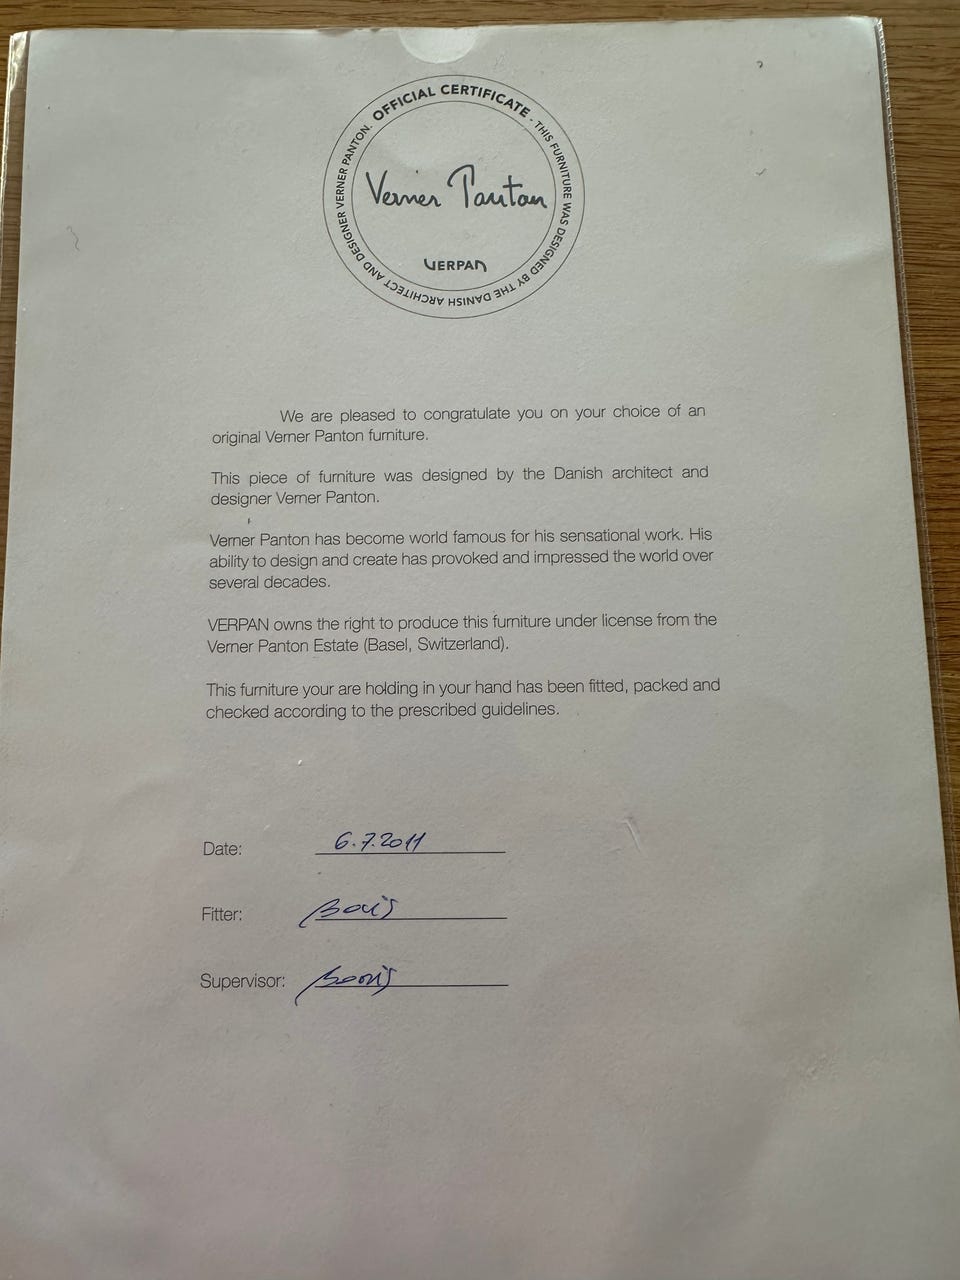 OFFICIAL CERTIFICATE · THIS FURNITURE WAS DESIGNED BY THE DANISH ARCHITECT AND DESIGNER VERNER PANTON.
Verner Panton
VERPAN
We are pleased to congratulate you on your choice of an
original Verner Panton furniture.
This piece of furniture was designed by the Danish architect and
designer Verner Panton.
Verner Panton has become world famous for his sensational work. His
ability to design and create has provoked and impressed the world over
several decades.
VERPAN owns the right to produce this furniture under license from the
Verner Panton Estate (Basel, Switzerland).
This furniture your are holding in your hand has been fitted, packed and
checked according to the prescribed guidelines.
Date: 6.7.2011
Fitter: Boris
Supervisor: Boris